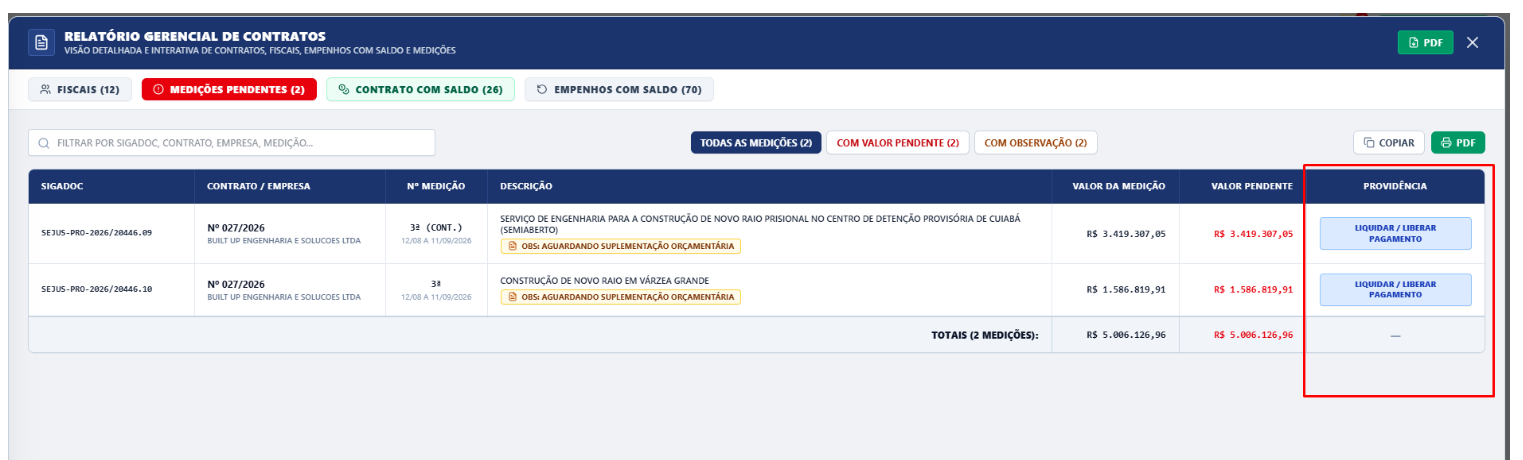 RELATÓRIO GERENCIAL DE CONTRATOS
VISÃO DETALHADA E INTERATIVA DE CONTRATOS, FISCAIS, EMPENHOS COM SALDO E MEDIÇÕES
PDF
FISCAIS (12)
MEDIÇÕES PENDENTES (2)
CONTRATO COM SALDO (26)
EMPENHOS COM SALDO (70)
FILTRAR POR SIGADOC, CONTRATO, EMPRESA, MEDIÇÃO...
TODAS AS MEDIÇÕES (2)
COM VALOR PENDENTE (2)
COM OBSERVAÇÃO (2)
COPIAR
PDF
SIGADOC
CONTRATO / EMPRESA
Nº MEDIÇÃO
DESCRIÇÃO
VALOR DA MEDIÇÃO
VALOR PENDENTE
PROVIDÊNCIA
SEJUS-PRO-2026/20446.09
Nº 027/2026
BUILT UP ENGENHARIA E SOLUCOES LTDA
3ª (CONT.)
12/08 A 11/09/2026
SERVIÇO DE ENGENHARIA PARA A CONSTRUÇÃO DE NOVO RAIO PRISIONAL NO CENTRO DE DETENÇÃO PROVISÓRIA DE CUIABÁ
(SEMIABERTO)
OBS: AGUARDANDO SUPLEMENTAÇÃO ORÇAMENTÁRIA
R$ 3.419.307,05
R$ 3.419.307,05
LIQUIDAR / LIBERAR
PAGAMENTO
SEJUS-PRO-2026/20446.10
Nº 027/2026
BUILT UP ENGENHARIA E SOLUCOES LTDA
3ª
12/08 A 11/09/2026
CONSTRUÇÃO DE NOVO RAIO EM VÁRZEA GRANDE
OBS: AGUARDANDO SUPLEMENTAÇÃO ORÇAMENTÁRIA
R$ 1.586.819,91
R$ 1.586.819,91
LIQUIDAR / LIBERAR
PAGAMENTO
TOTAIS (2 MEDIÇÕES):
R$ 5.006.126,96
R$ 5.006.126,96
—